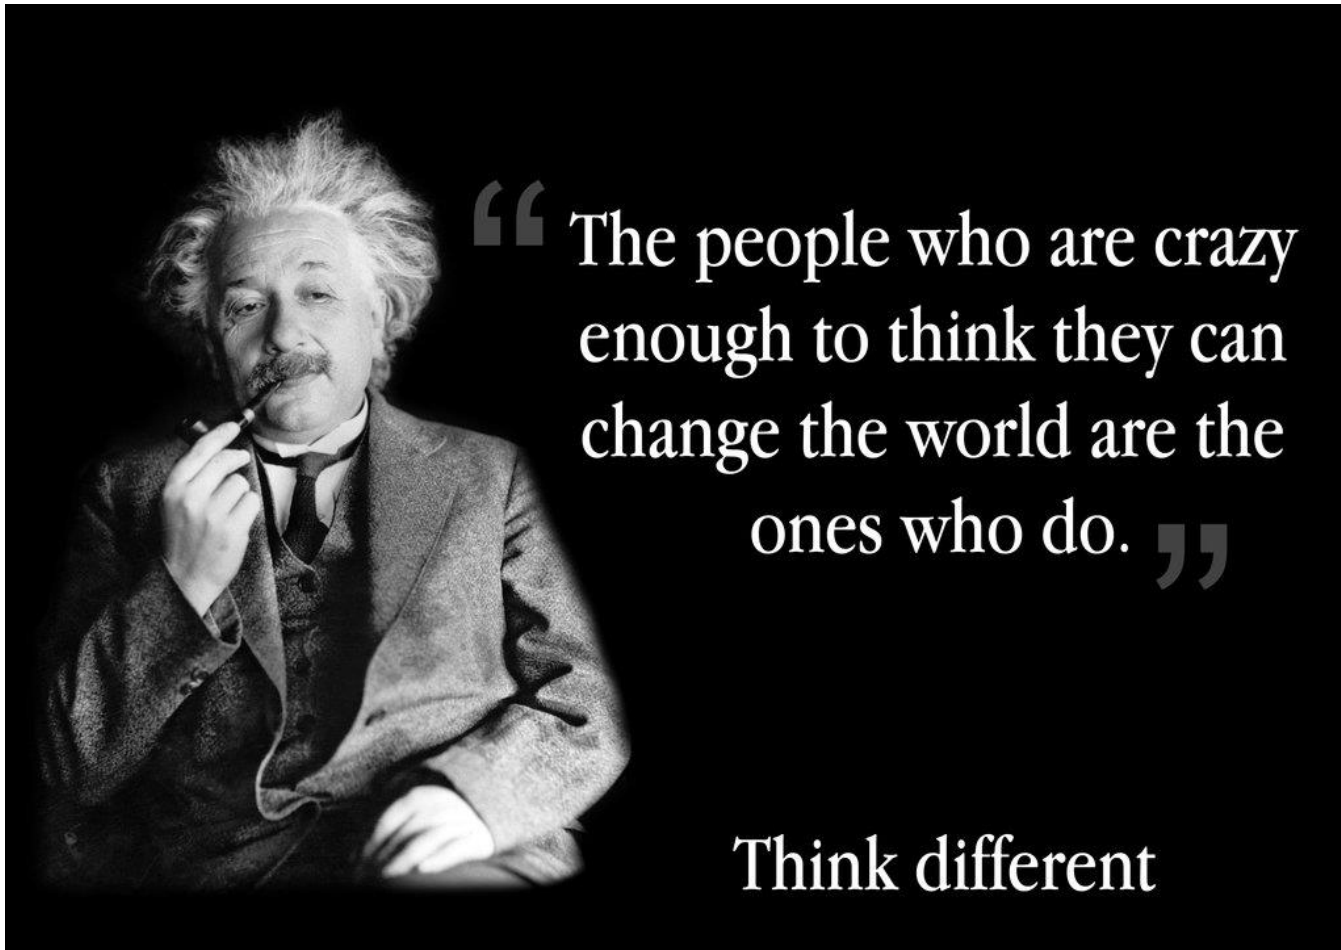 “ The people who are crazy
enough to think they can
change the world are the
ones who do. ”
Think different